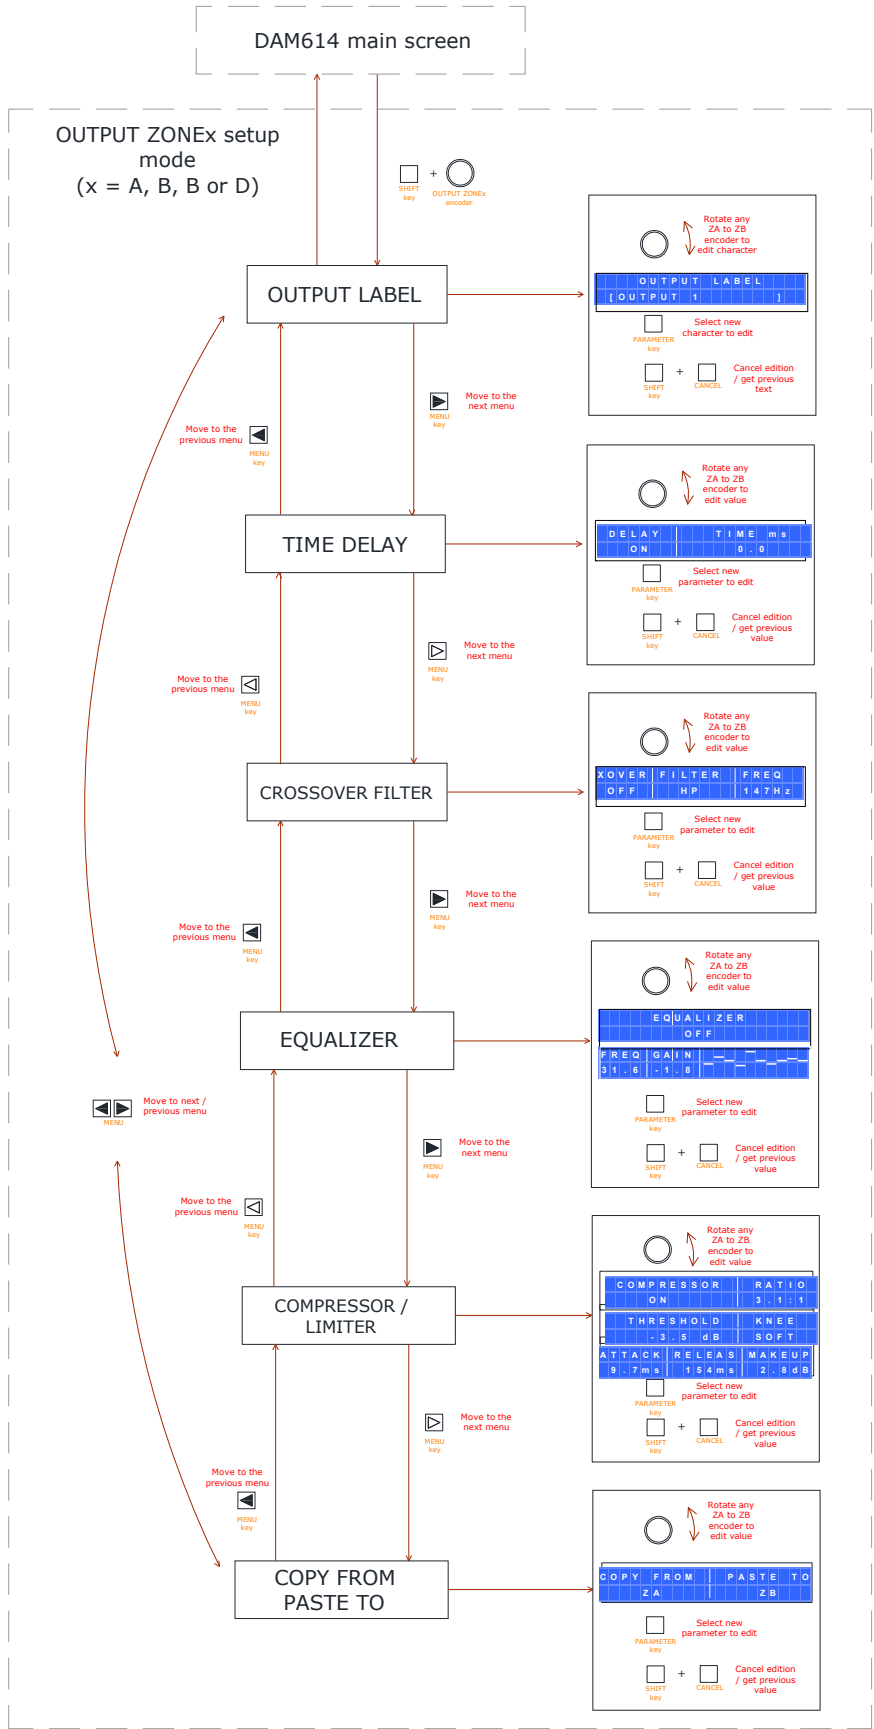 DAM614 main screen
OUTPUT ZONEx setup
mode
(x = A, B, B or D)
+
SHIFT
key
OUTPUT ZONEx
encoder
OUTPUT LABEL
Rotate any
ZA to ZB
encoder to
edit character
OUTPUT LABEL
[OUTPUT 1 ]
PARAMETER
key
Select new
character to edit
+
SHIFT
key
CANCEL
Cancel edition
/ get previous
text
Move to the
next menu
MENU
key
Move to the
previous menu
MENU
key
TIME DELAY
Rotate any
ZA to ZB
encoder to
edit value
DELAY TIME ms
ON 0.0
PARAMETER
key
Select new
parameter to edit
+
SHIFT
key
CANCEL
Cancel edition
/ get previous
value
Move to the
next menu
MENU
key
Move to the
previous menu
MENU
key
CROSSOVER FILTER
Rotate any
ZA to ZB
encoder to
edit value
XOVER FILTER FREQ
OFF HP 147Hz
PARAMETER
key
Select new
parameter to edit
+
SHIFT
key
CANCEL
Cancel edition
/ get previous
value
Move to the
next menu
MENU
key
Move to the
previous menu
MENU
key
EQUALIZER
Rotate any
ZA to ZB
encoder to
edit value
EQUALIZER
OFF
FREQ GAIN
31.6 -1.8
PARAMETER
key
Select new
parameter to edit
+
SHIFT
key
CANCEL
Cancel edition
/ get previous
value
Move to next /
previous menu
MENU
Move to the
next menu
MENU
key
Move to the
previous menu
MENU
key
COMPRESSOR /
LIMITER
Rotate any
ZA to ZB
encoder to
edit value
COMPRESSOR RATIO
ON 3.1:1
THRESHOLD KNEE
-3.5 dB SOFT
ATTACK RELEAS MAKEUP
9.7ms 154ms 2.8dB
PARAMETER
key
Select new
parameter to edit
+
SHIFT
key
CANCEL
Cancel edition
/ get previous
value
Move to the
next menu
MENU
key
Move to the
previous menu
MENU
key
COPY FROM
PASTE TO
Rotate any
ZA to ZB
encoder to
edit value
COPY FROM PASTE TO
ZA ZB
PARAMETER
key
Select new
parameter to edit
+
SHIFT
key
CANCEL
Cancel edition
/ get previous
value